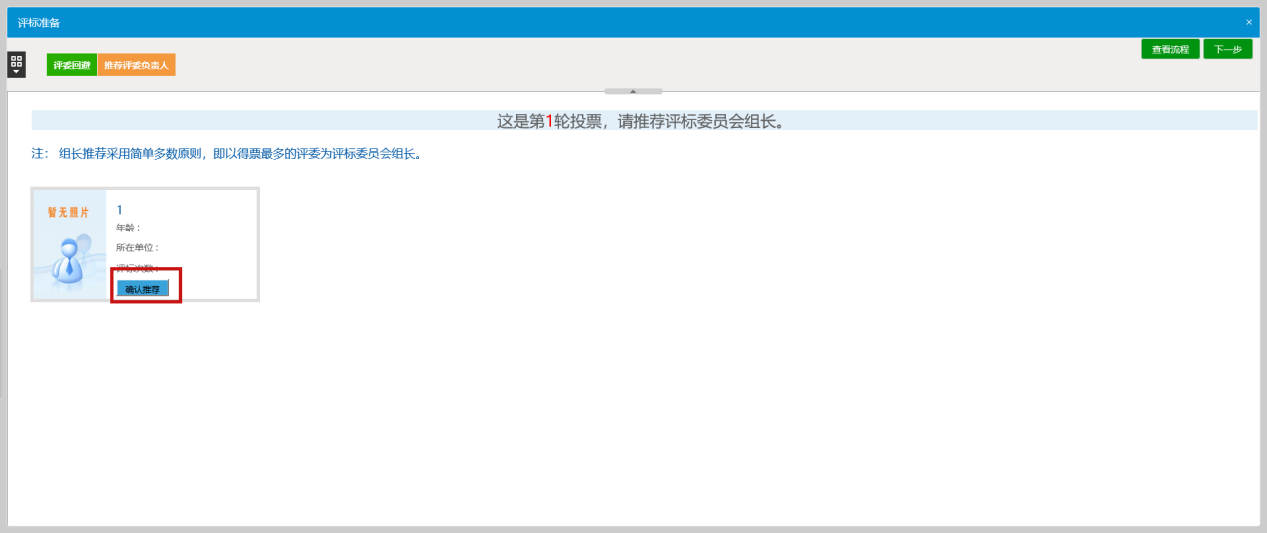 评标准备
×
查看流程 下一步
评委回避 推荐评委负责人
这是第1轮投票，请推荐评标委员会组长。
注： 组长推荐采用简单多数原则，即以得票最多的评委为评标委员会组长。
暂无照片
1
年龄：
所在单位：
评标次数：
确认推荐